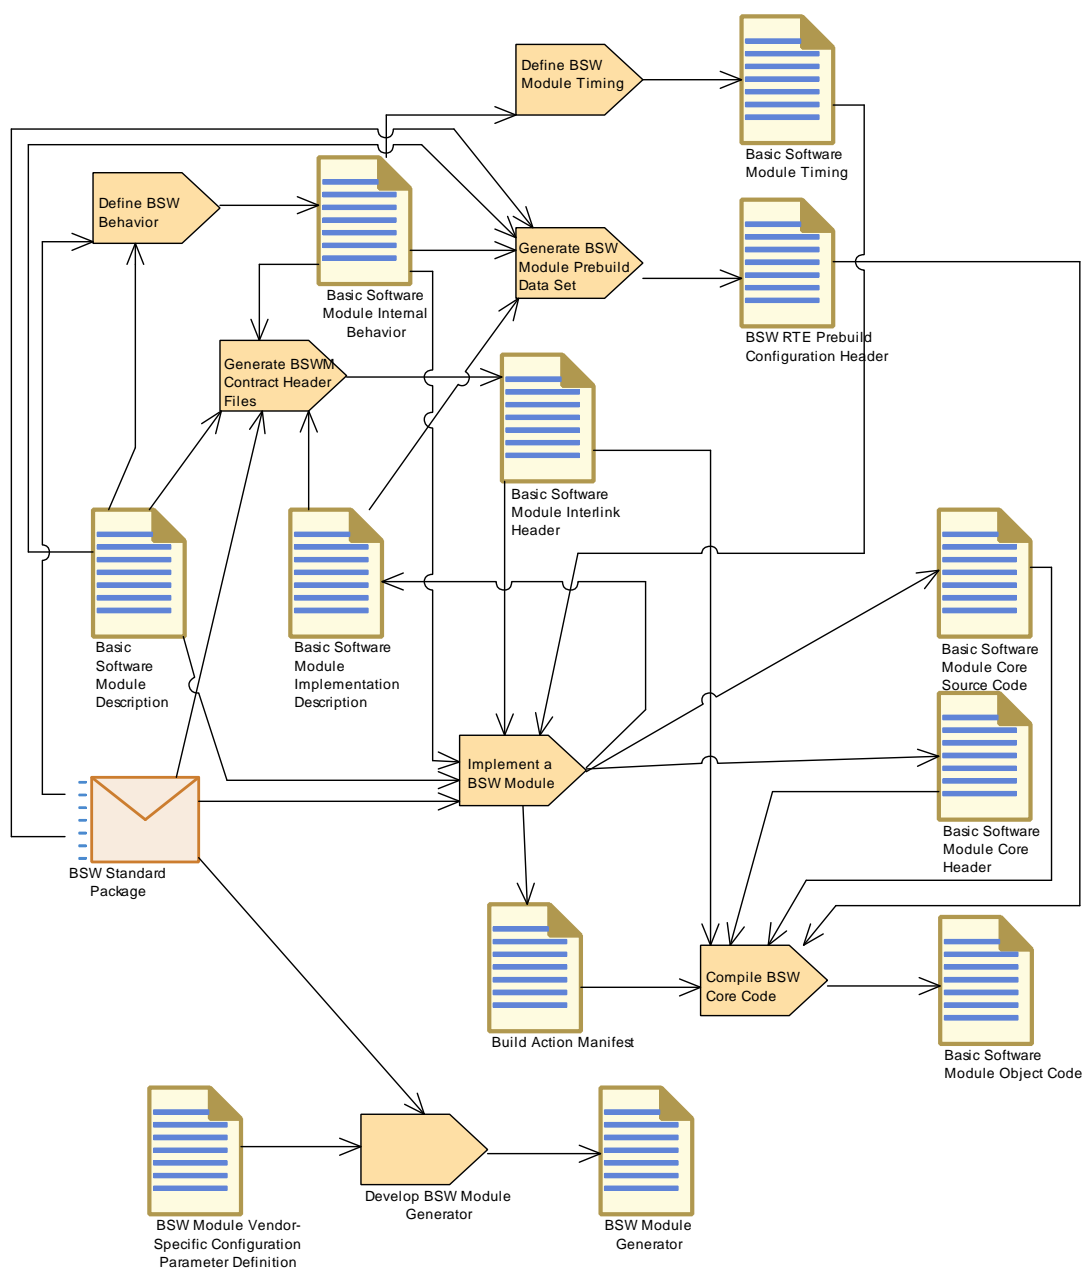 Define BSW
Module Timing
Basic Software
Module Timing
Define BSW
Behavior
Basic Software
Module Internal
Behavior
Generate BSW
Module Prebuild
Data Set
BSW RTE Prebuild
Configuration Header
Generate BSWM
Contract Header
Files
Basic Software
Module Interlink
Header
Basic
Software
Module
Description
Basic Software
Module
Implementation
Description
Basic Software
Module Core
Source Code
Implement a
BSW Module
Basic Software
Module Core
Header
BSW Standard
Package
Build Action Manifest
Compile BSW
Core Code
Basic Software
Module Object Code
BSW Module Vendor-
Specific Configuration
Parameter Definition
Develop BSW Module
Generator
BSW Module
Generator